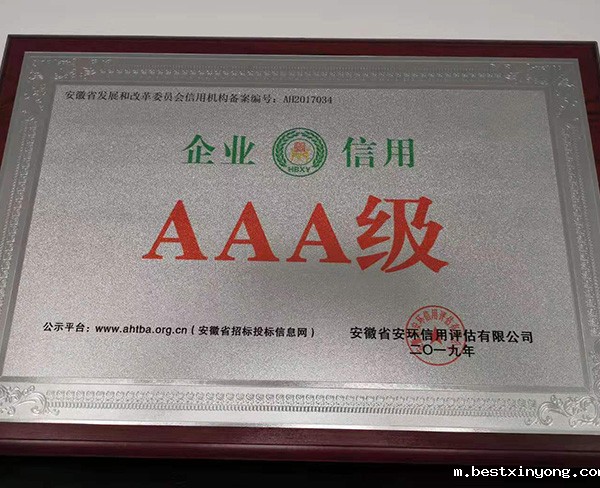 安徽省发展和改革委员会信用机构备案编号：AH2017034
企业 信用
HBXY
AAA级
公示平台：www.ahtba.org.cn（安徽省招标投标信息网）
安徽省安环信用评估有限公司
二〇一九年
m.bestxinyong.com